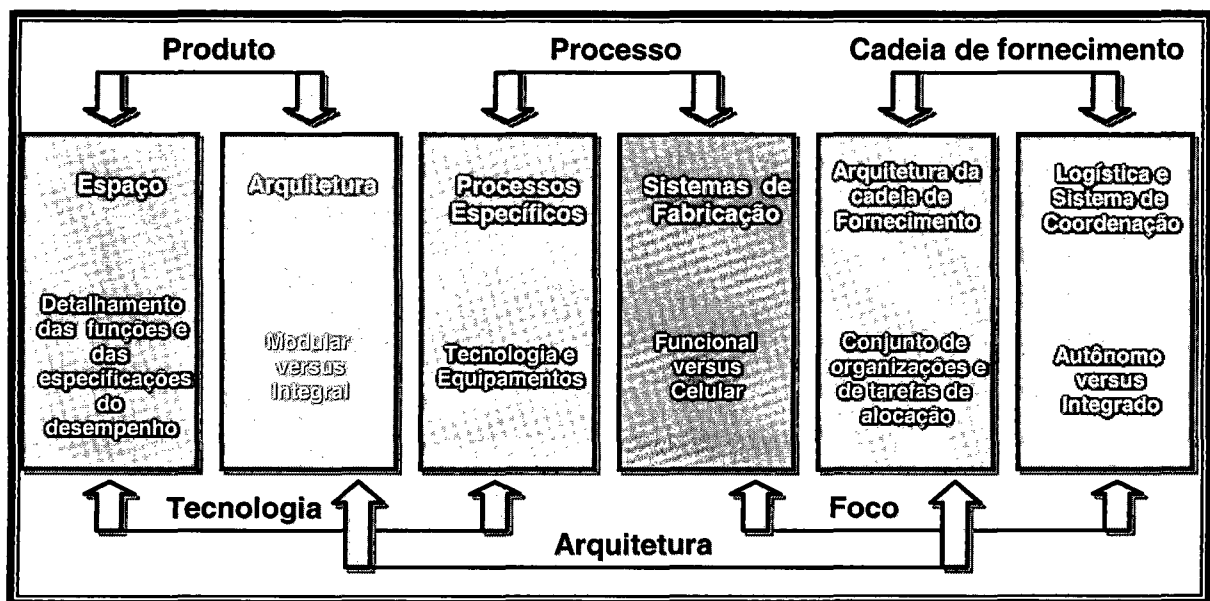 Produto
Processo
Cadeia de fornecimento
Espaço
Detalhamento
das funções e
das
especificações
do
desempenho
Arquitetura
Modular
versus
Integral
Processos
Específicos
Tecnologia e
Equipamentos
Sistemas de
Fabricação
Funcional
versus
Celular
Arquitetura da
cadeia de
Fornecimento
Conjunto de
organizações e
de tarefas de
alocação
Logística e
Sistema de
Coordenação
Autônomo
versus
Integrado
Tecnologia
Foco
Arquitetura